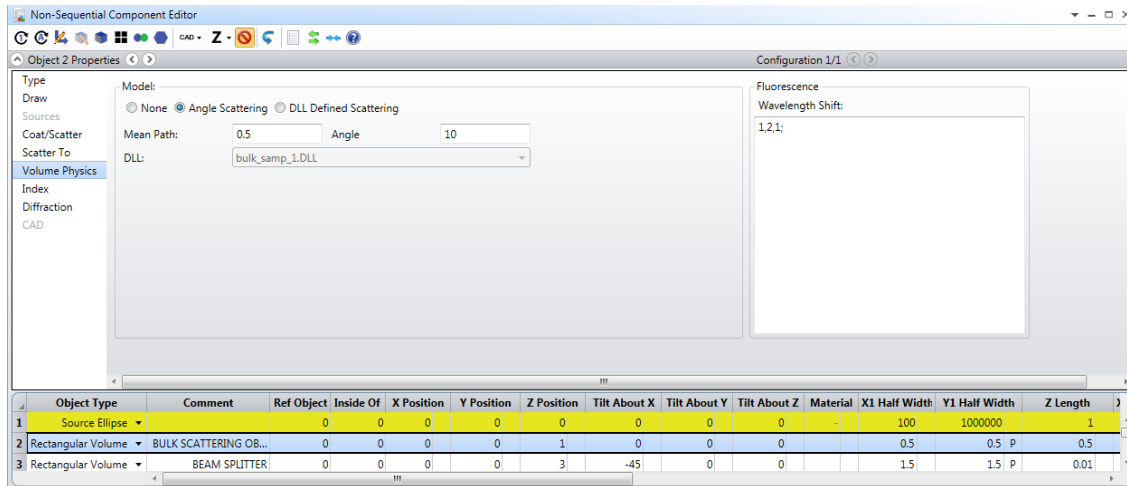 Non-Sequential Component Editor
CAD Z
Object 2 Properties Configuration 1/1
Type
Draw
Sources
Coat/Scatter
Scatter To
Volume Physics
Index
Diffraction
CAD
Model:
None Angle Scattering DLL Defined Scattering
Mean Path: 0.5 Angle 10
DLL: bulk_samp_1.DLL
Fluorescence
Wavelength Shift:
1,2,1;
Object Type Comment Ref Object Inside Of X Position Y Position Z Position Tilt About X Tilt About Y Tilt About Z Material X1 Half Width Y1 Half Width Z Length
1 Source Ellipse 0 0 0 0 0 0 0 0 - 100 1000000 1
2 Rectangular Volume BULK SCATTERING OB... 0 0 0 0 1 0 0 0 0.5 0.5 P 0.5
3 Rectangular Volume BEAM SPLITTER 0 0 0 0 3 -45 0 0 1.5 1.5 P 0.01